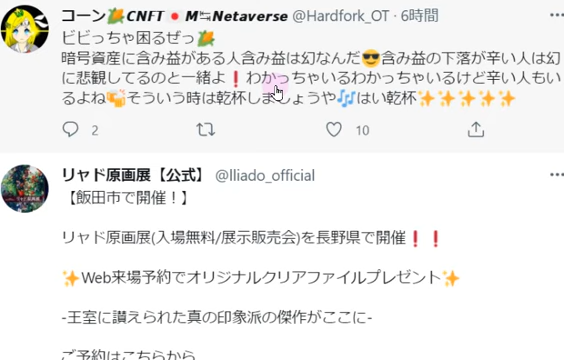 コーン🌽CNFT🇯🇵M↹Netaverse @Hardfork_OT · 6時間
ビビっちゃ困るぜっ🌽
暗号資産に含み益がある人含み益は幻なんだ😎含み益の下落が辛い人は幻
に悲観してるのと一緒よ❗わかっちゃいるわかっちゃいるけど辛い人もい
るよね🍻そういう時は乾杯しましょうや🎶はい乾杯✨✨✨✨✨
2 10
リャド原画展【公式】 @lliado_official
【飯田市で開催！】
リャド原画展(入場無料/展示販売会)を長野県で開催❗❗
✨Web来場予約でオリジナルクリアファイルプレゼント✨
-王室に讃えられた真の印象派の傑作がここに-
ご予約はこちらから